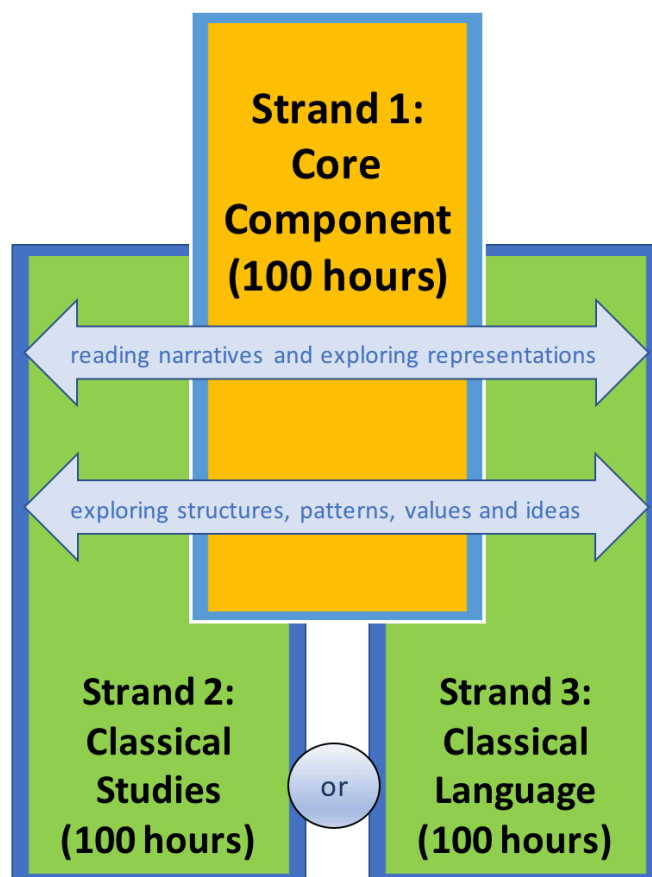 Strand 1:
Core
Component
(100 hours)
reading narratives and exploring representations
exploring structures, patterns, values and ideas
Strand 2:
Classical
Studies
(100 hours)
or
Strand 3:
Classical
Language
(100 hours)